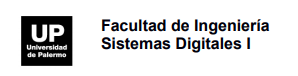 UP
Universidad
de Palermo
Facultad de Ingeniería
Sistemas Digitales I